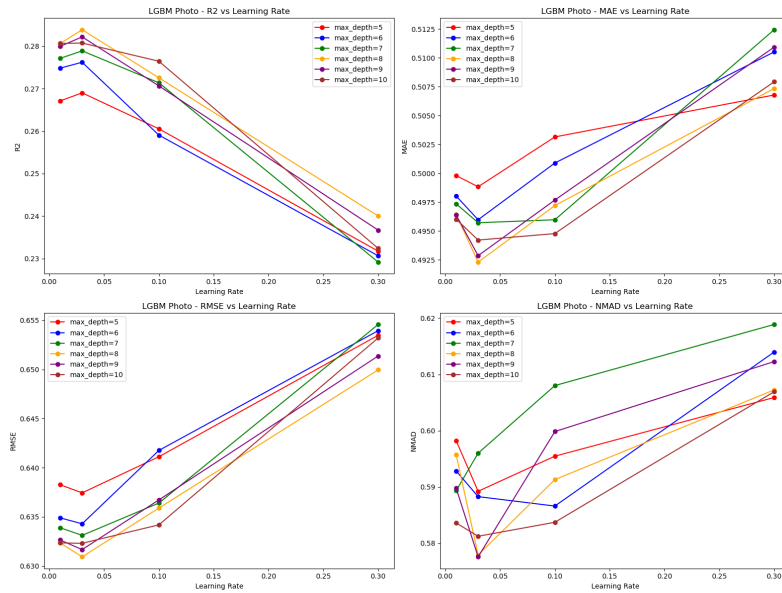 LGBM Photo - R2 vs Learning Rate
R2
0.28
0.27
0.26
0.25
0.24
0.23
max_depth=5
max_depth=6
max_depth=7
max_depth=8
max_depth=9
max_depth=10
0.00 0.05 0.10 0.15 0.20 0.25 0.30
Learning Rate
LGBM Photo - MAE vs Learning Rate
MAE
0.5125
0.5100
0.5075
0.5050
0.5025
0.5000
0.4975
0.4950
0.4925
max_depth=5
max_depth=6
max_depth=7
max_depth=8
max_depth=9
max_depth=10
0.00 0.05 0.10 0.15 0.20 0.25 0.30
Learning Rate
LGBM Photo - RMSE vs Learning Rate
RMSE
0.655
0.650
0.645
0.640
0.635
0.630
max_depth=5
max_depth=6
max_depth=7
max_depth=8
max_depth=9
max_depth=10
0.00 0.05 0.10 0.15 0.20 0.25 0.30
Learning Rate
LGBM Photo - NMAD vs Learning Rate
NMAD
0.62
0.61
0.60
0.59
0.58
max_depth=5
max_depth=6
max_depth=7
max_depth=8
max_depth=9
max_depth=10
0.00 0.05 0.10 0.15 0.20 0.25 0.30
Learning Rate